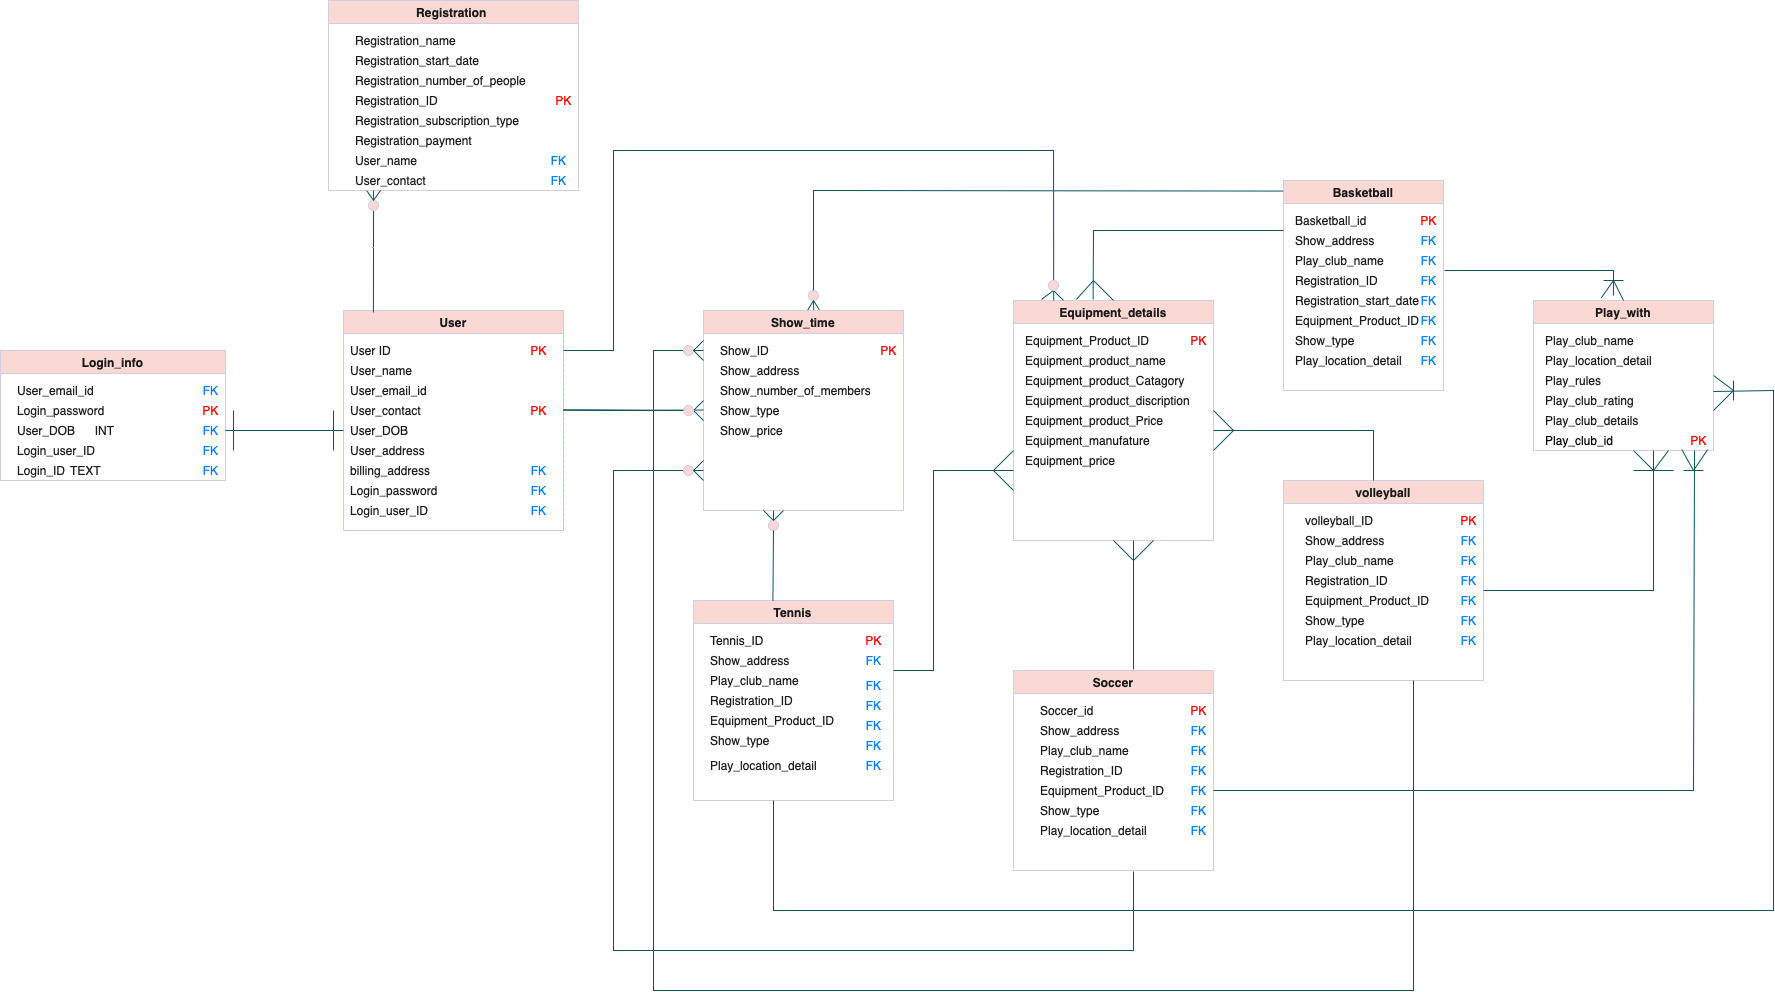 Registration
Registration_name
Registration_start_date
Registration_number_of_people
Registration_ID PK
Registration_subscription_type
Registration_payment
User_name FK
User_contact FK
Login_info
User_email_id FK
Login_password PK
User_DOB INT FK
Login_user_ID FK
Login_ID TEXT FK
User
User ID PK
User_name
User_email_id
User_contact PK
User_DOB
User_address
billing_address FK
Login_password FK
Login_user_ID FK
Show_time
Show_ID PK
Show_address
Show_number_of_members
Show_type
Show_price
Equipment_details
Equipment_Product_ID PK
Equipment_product_name
Equipment_product_Catagory
Equipment_product_discription
Equipment_product_Price
Equipment_manufature
Equipment_price
Basketball
Basketball_id PK
Show_address FK
Play_club_name FK
Registration_ID FK
Registration_start_date FK
Equipment_Product_ID FK
Show_type FK
Play_location_detail FK
Play_with
Play_club_name
Play_location_detail
Play_rules
Play_club_rating
Play_club_details
Play_club_id PK
volleyball
volleyball_ID PK
Show_address FK
Play_club_name FK
Registration_ID FK
Equipment_Product_ID FK
Show_type FK
Play_location_detail FK
Tennis
Tennis_ID PK
Show_address FK
Play_club_name FK
Registration_ID FK
Equipment_Product_ID FK
Show_type FK
Play_location_detail FK
Soccer
Soccer_id PK
Show_address FK
Play_club_name FK
Registration_ID FK
Equipment_Product_ID FK
Show_type FK
Play_location_detail FK